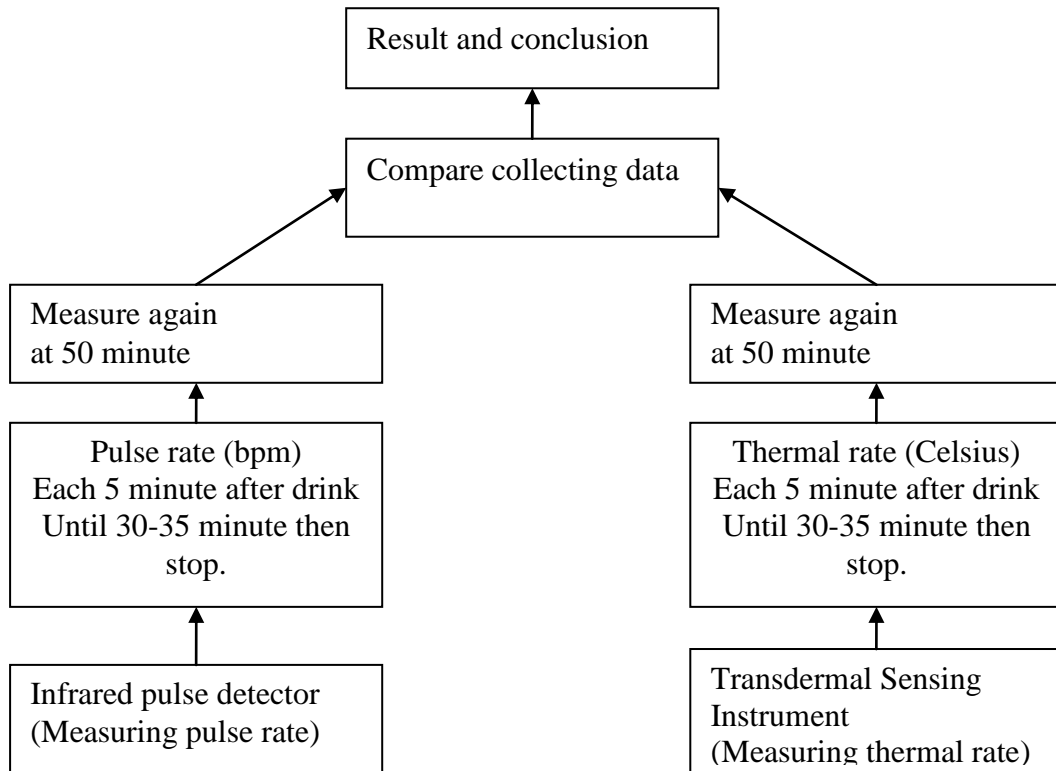 Result and conclusion
Compare collecting data
Measure again
at 50 minute
Measure again
at 50 minute
Pulse rate (bpm)
Each 5 minute after drink
Until 30-35 minute then
stop.
Thermal rate (Celsius)
Each 5 minute after drink
Until 30-35 minute then
stop.
Infrared pulse detector
(Measuring pulse rate)
Transdermal Sensing
Instrument
(Measuring thermal rate)